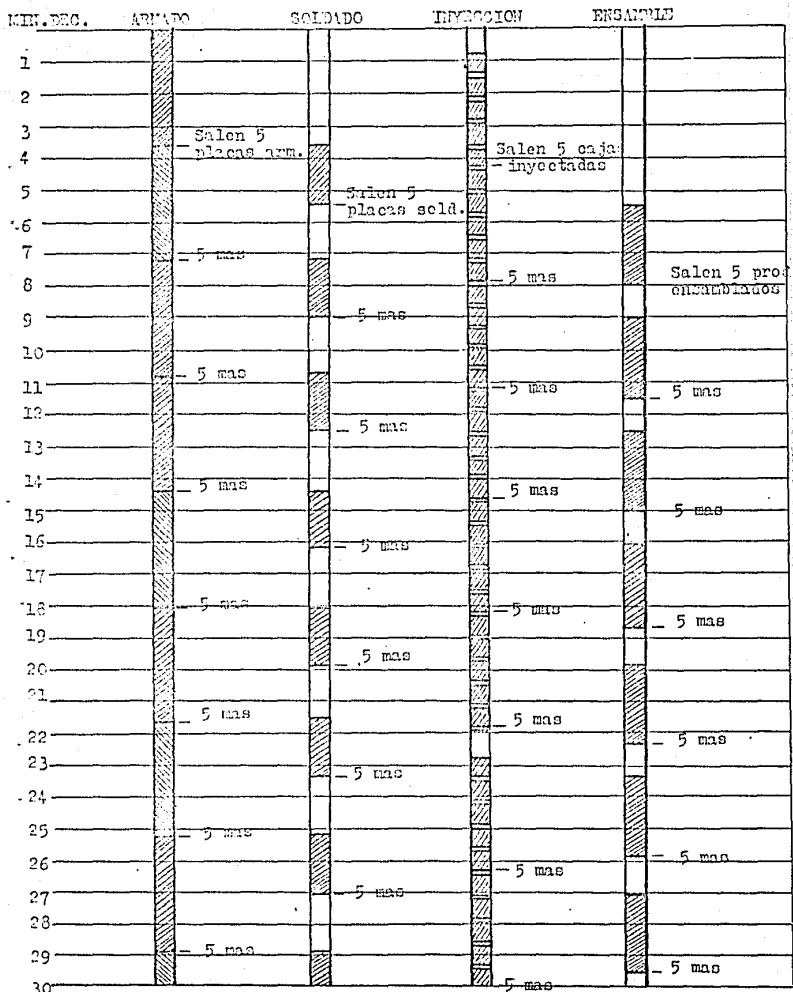 MIN.DEC. ARMADO SOLDADO INYECCION ENSAMBLE
1
2
3
Salen 5
placas arm.
4
Salen 5 caja
inyectadas
5
Salen 5
placas sold.
6
7
5 mas
8
5 mas
Salen 5 prod
ensamblados
9
5 mas
10
11
5 mas
5 mas
5 mas
12
5 mas
13
14
5 mas
5 mas
15
5 mas
16
5 mas
17
18
5 mas
5 mas
19
5 mas
20
5 mas
21
5 mas
5 mas
22
5 mas
23
5 mas
24
25
5 mas
26
5 mas
5 mas
27
5 mas
28
29
5 mas
5 mas
30
5 mas